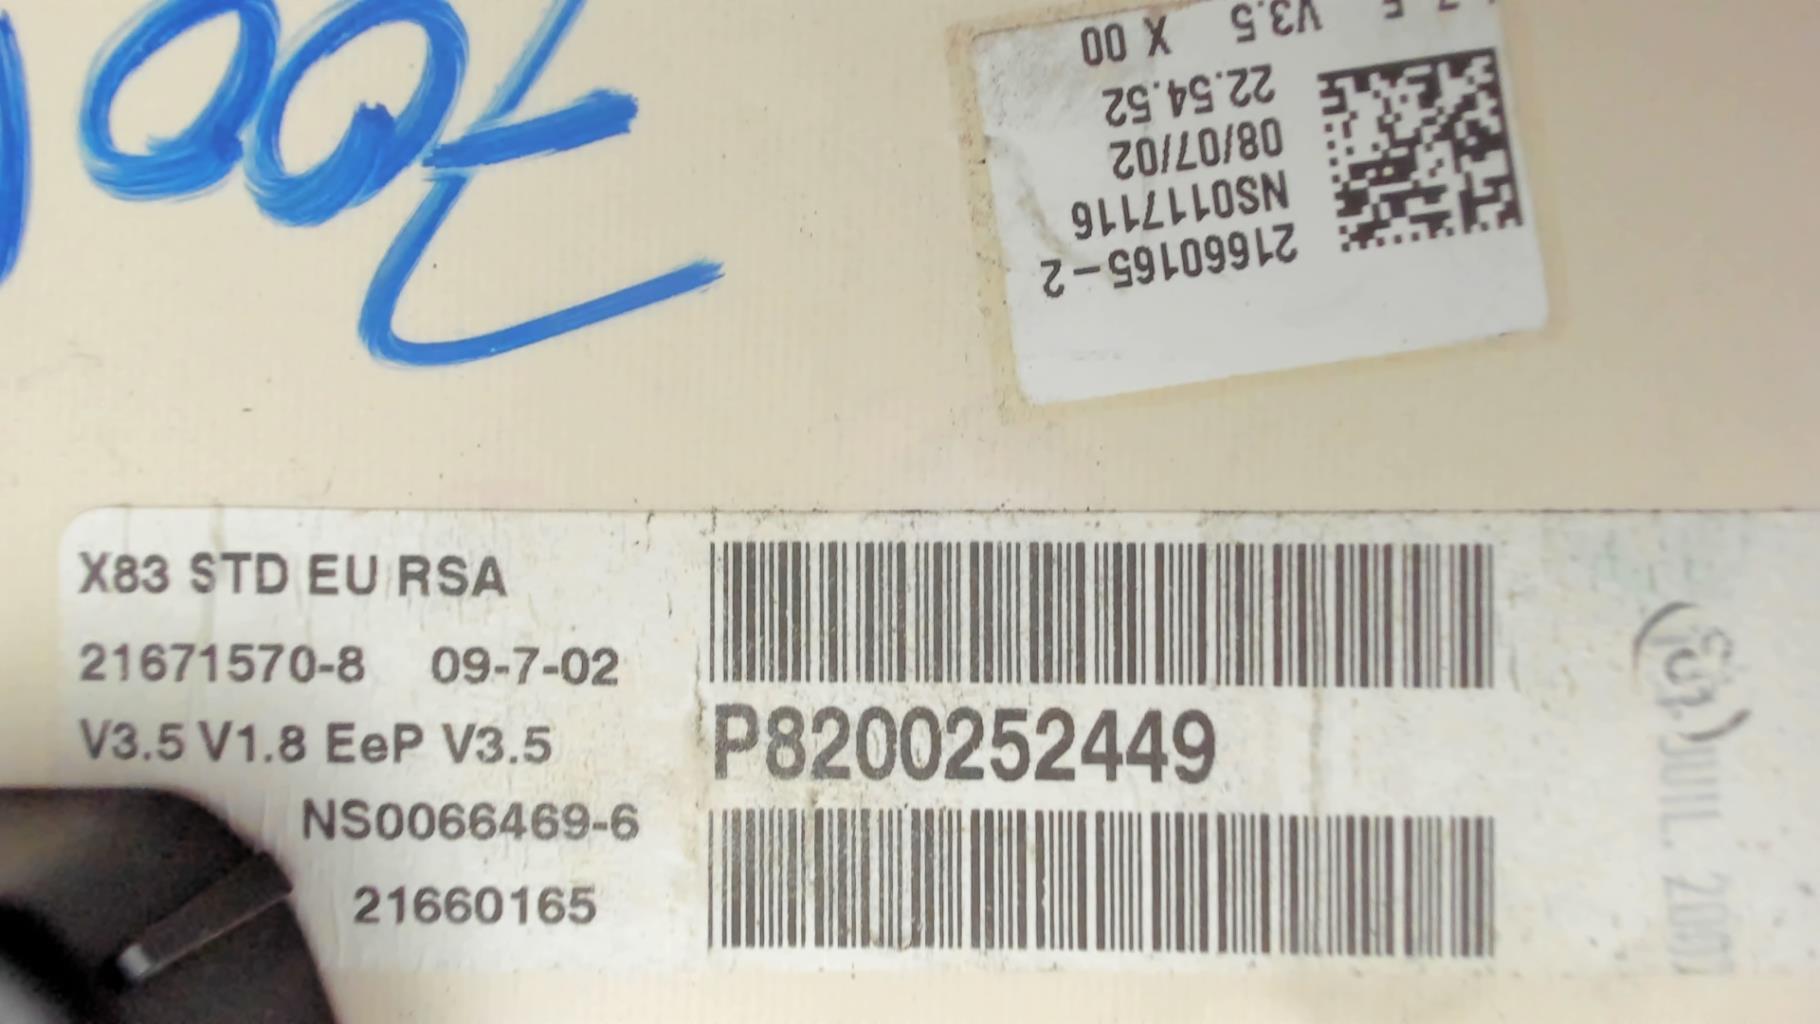 V3.5 X 00
22.54.52
08/07/02
NS0117116
21660165-2
X83 STD EU RSA
21671570-8 09-7-02
V3.5 V1.8 EeP V3.5
NS0066469-6
21660165
P8200252449
JUIL.